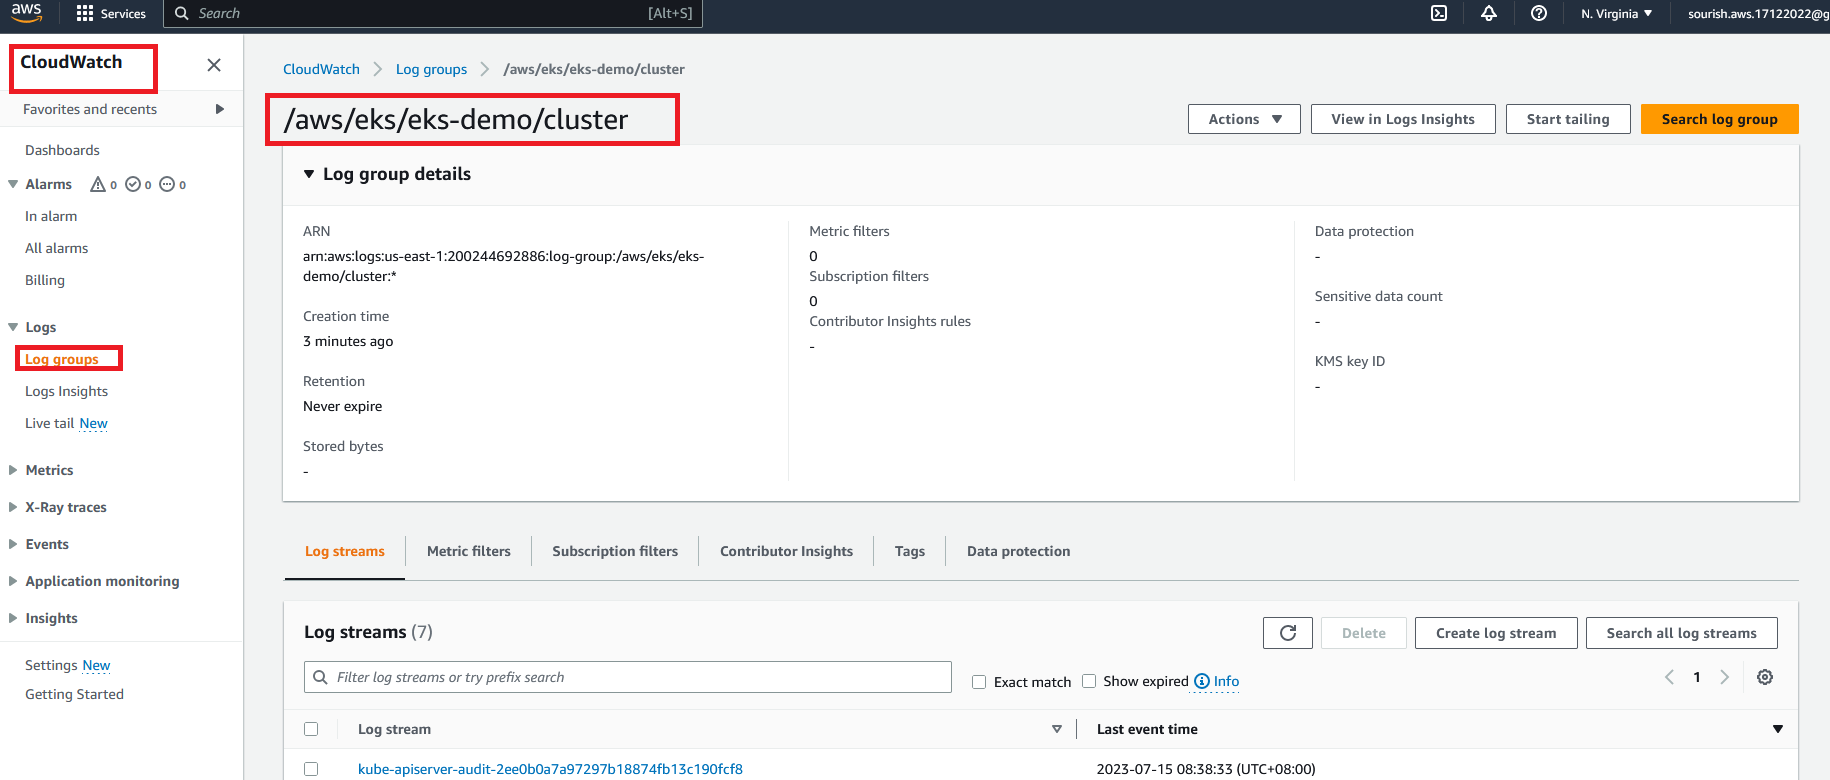 aws
Services
Search
[Alt+S]
N. Virginia
sourish.aws.17122022@g
CloudWatch
Favorites and recents
Dashboards
Alarms 0 0 0
In alarm
All alarms
Billing
Logs
Log groups
Logs Insights
Live tail New
Metrics
X-Ray traces
Events
Application monitoring
Insights
Settings New
Getting Started
CloudWatch
Log groups
/aws/eks/eks-demo/cluster
/aws/eks/eks-demo/cluster
Actions
View in Logs Insights
Start tailing
Search log group
Log group details
ARN
arn:aws:logs:us-east-1:200244692886:log-group:/aws/eks/eks-
demo/cluster:*
Creation time
3 minutes ago
Retention
Never expire
Stored bytes
-
Metric filters
0
Subscription filters
0
Contributor Insights rules
-
Data protection
-
Sensitive data count
-
KMS key ID
-
Log streams
Metric filters
Subscription filters
Contributor Insights
Tags
Data protection
Log streams (7)
Delete
Create log stream
Search all log streams
Filter log streams or try prefix search
Exact match
Show expired
Info
1
Log stream
Last event time
kube-apiserver-audit-2ee0b0a7a97297b18874fb13c190fcf8
2023-07-15 08:38:33 (UTC+08:00)